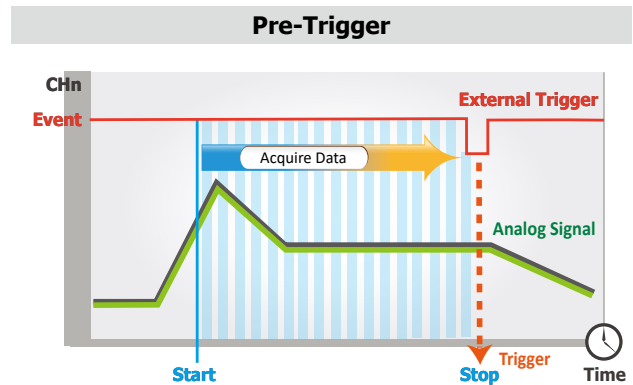 Pre-Trigger
CHn
Event
External Trigger
Acquire Data
Analog Signal
Trigger
Start
Stop
Time